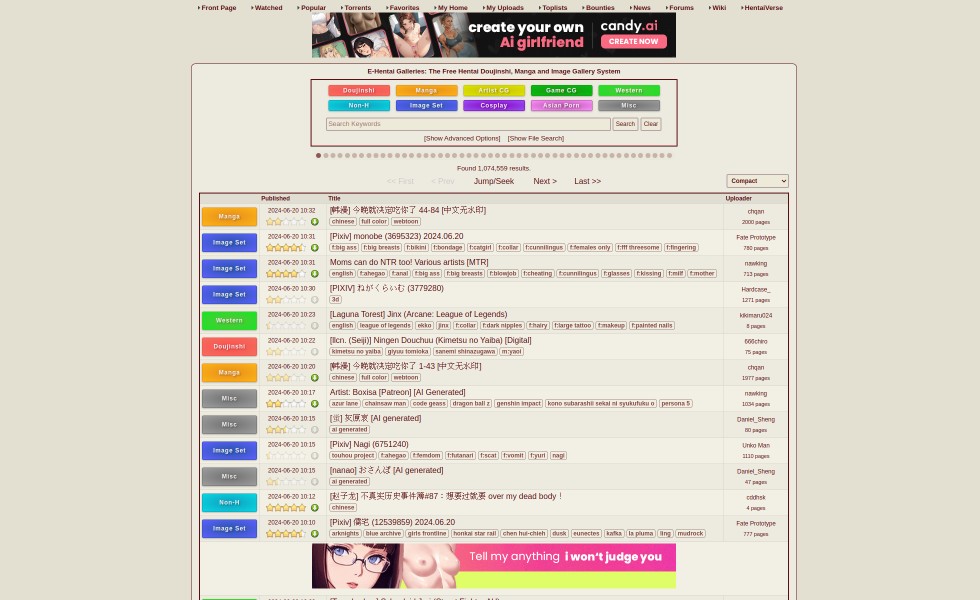 Front Page Watched Popular Torrents Favorites My Home My Uploads Toplists Bounties News Forums Wiki HentaiVerse
create your own Ai girlfriend candy.ai CREATE NOW
E-Hentai Galleries: The Free Hentai Doujinshi, Manga and Image Gallery System
Doujinshi Manga Artist CG Game CG Western
Non-H Image Set Cosplay Asian Porn Misc
Search Keywords Search Clear
[Show Advanced Options] [Show File Search]
Found 1,074,559 results.
<< First < Prev Jump/Seek Next > Last >> Compact
Published Title Uploader
Manga 2024-06-20 10:32 [韩漫] 今晚就决定吃你了 44-84 [中文无水印] chqan
chinese full color webtoon 2000 pages
Image Set 2024-06-20 10:31 [Pixiv] monobe (3695323) 2024.06.20 Fate Prototype
f:big ass f:big breasts f:bikini f:bondage f:catgirl f:collar f:cunnilingus f:females only f:fff threesome f:fingering 780 pages
Image Set 2024-06-20 10:31 Moms can do NTR too! Various artists [MTR] nawking
english f:ahegao f:anal f:big ass f:big breasts f:blowjob f:cheating f:cunnilingus f:glasses f:kissing f:milf f:mother 713 pages
Image Set 2024-06-20 10:30 [PIXIV] ねがくらいむ (3779280) Hardcase_
3d 1271 pages
Western 2024-06-20 10:23 [Laguna Torest] Jinx (Arcane: League of Legends) kikimaru024
english league of legends ekko jinx f:collar f:dark nipples f:hairy f:large tattoo f:makeup f:painted nails 8 pages
Doujinshi 2024-06-20 10:22 [Ilcn. (Seiji)] Ningen Douchuu (Kimetsu no Yaiba) [Digital] 666chiro
kimetsu no yaiba giyuu tomioka sanemi shinazugawa m:yaoi 75 pages
Manga 2024-06-20 10:20 [韩漫] 今晚就决定吃你了 1-43 [中文无水印] chqan
chinese full color webtoon 1977 pages
Misc 2024-06-20 10:17 Artist: Boxisa [Patreon] [AI Generated] nawking
azur lane chainsaw man code geass dragon ball z genshin impact kono subarashii sekai ni syukufuku o persona 5 1034 pages
Misc 2024-06-20 10:15 灰原哀 [AI generated] Daniel_Sheng
ai generated 80 pages
Image Set 2024-06-20 10:15 [Pixiv] Nagi (6751240) Unko Man
touhou project f:ahegao f:femdom f:futanari f:scat f:vomit f:yuri nagi 1110 pages
Misc 2024-06-20 10:15 [nanao] おさんぽ [AI generated] Daniel_Sheng
ai generated 47 pages
Non-H 2024-06-20 10:12 [赵子龙] 不真实历史事件簿#87：想要过就要 over my dead body！ cddhsk
chinese 4 pages
Image Set 2024-06-20 10:10 [Pixiv] 儒宅 (12539859) 2024.06.20 Fate Prototype
arknights blue archive girls frontline honkai star rail chen hui-chieh dusk eunectes kafka la pluma ling mudrock 777 pages
Tell my anything i won't judge you